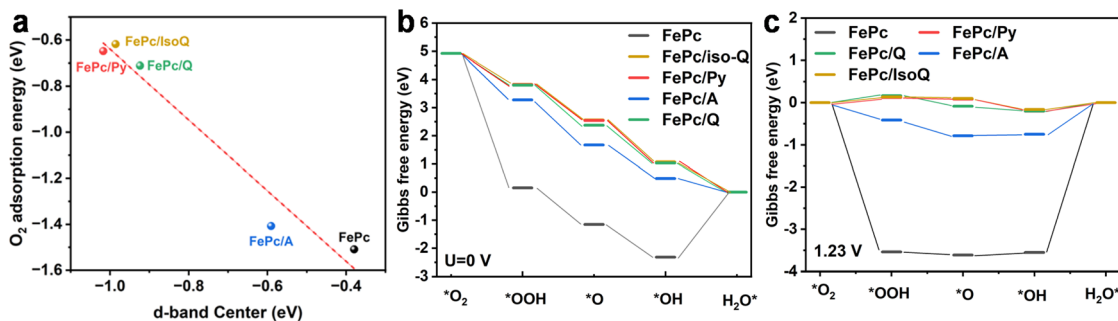 a
O₂ adsorption energy (eV)
−0.6
−0.8
−1.0
−1.2
−1.4
−1.6
FePc/IsoQ
FePc/Py
FePc/Q
FePc/A
FePc
−1.0
−0.8
−0.6
−0.4
d-band Center (eV)
b
Gibbs free energy (eV)
6
5
4
3
2
1
0
-1
-2
-3
FePc
FePc/iso-Q
FePc/Py
FePc/A
FePc/Q
U=0 V
*O₂
*OOH
*O
*OH
H₂O*
c
Gibbs free energy (eV)
2
1
0
-1
-2
-3
-4
FePc
FePc/Py
FePc/Q
FePc/A
FePc/IsoQ
1.23 V
*O₂
*OOH
*O
*OH
H₂O*